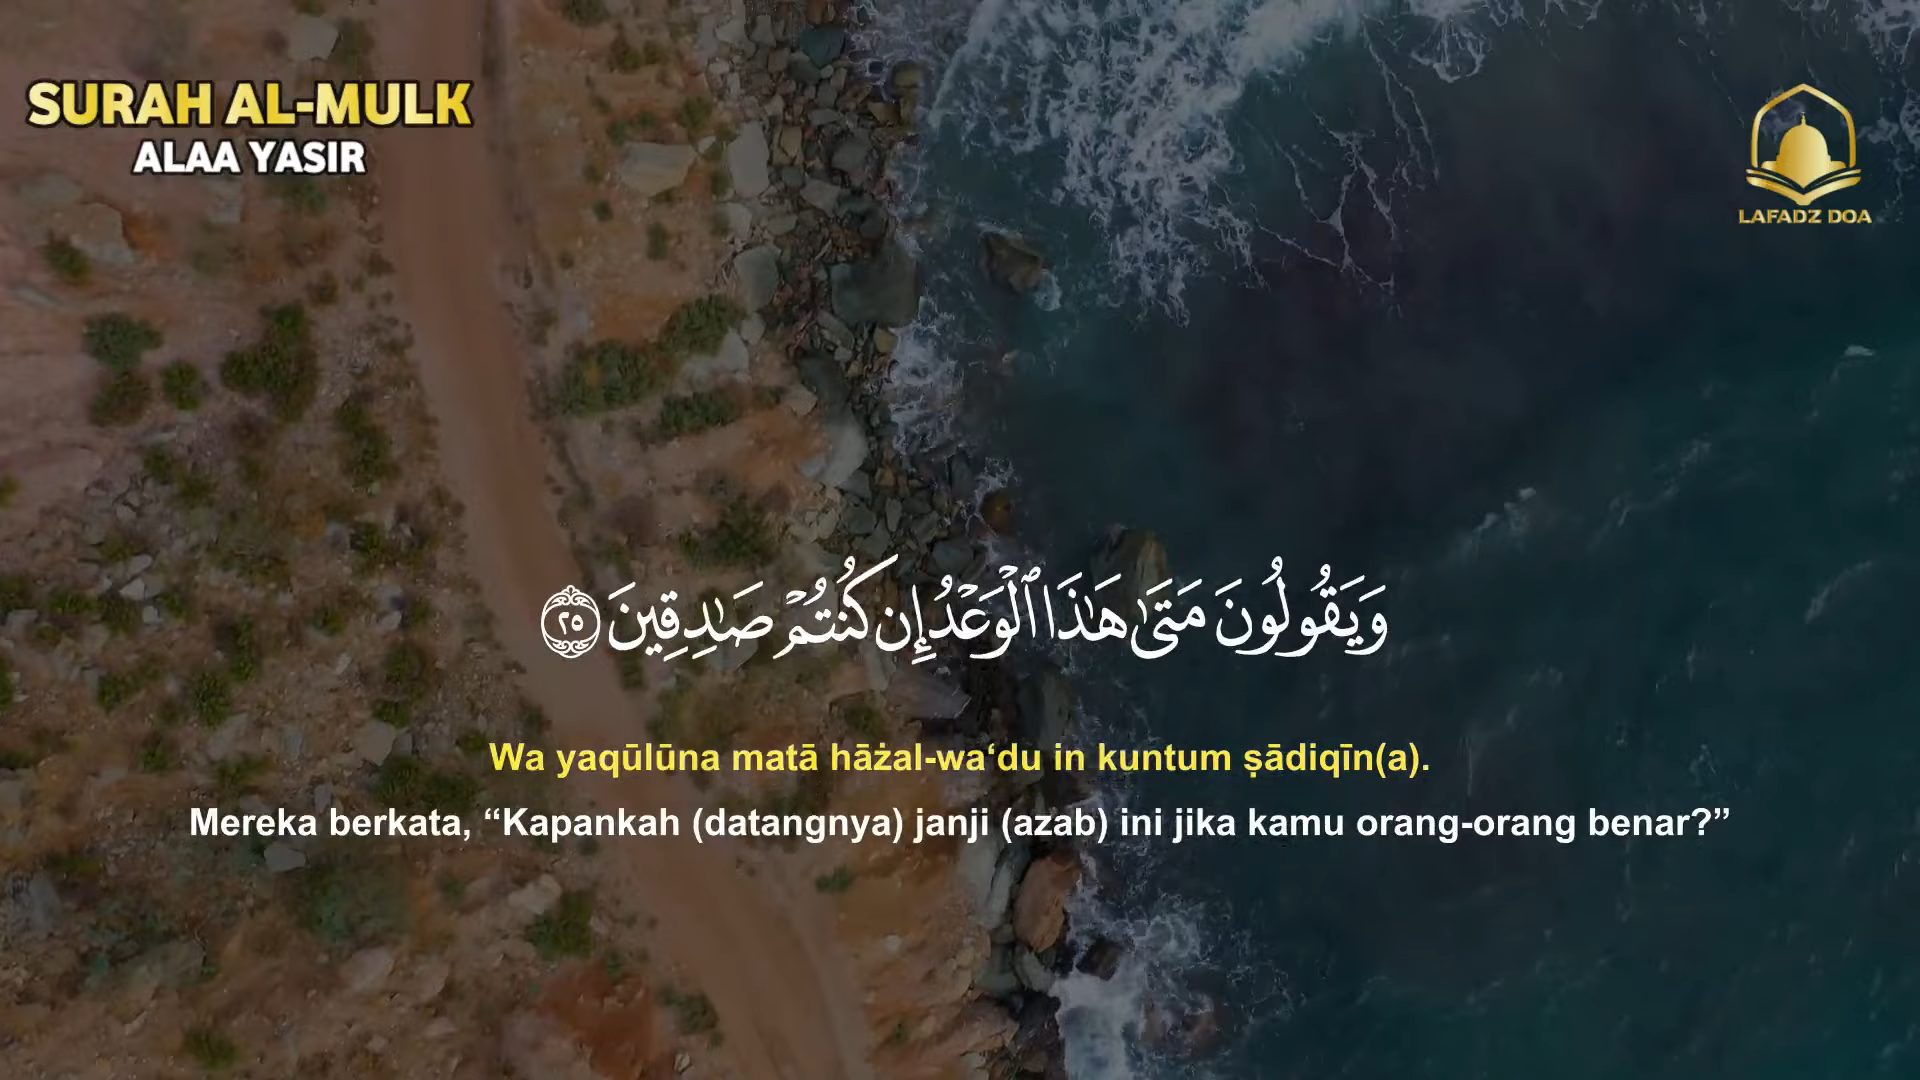 SURAH AL-MULK
ALAA YASIR
LAFADZ DOA
وَيَقُولُونَ مَتَىٰ هَٰذَا ٱلْوَعْدُ إِن كُنتُمْ صَٰدِقِينَ ٢٥
Wa yaqūlūna matā hāżal-wa‘du in kuntum ṣādiqīn(a).
Mereka berkata, “Kapankah (datangnya) janji (azab) ini jika kamu orang-orang benar?”